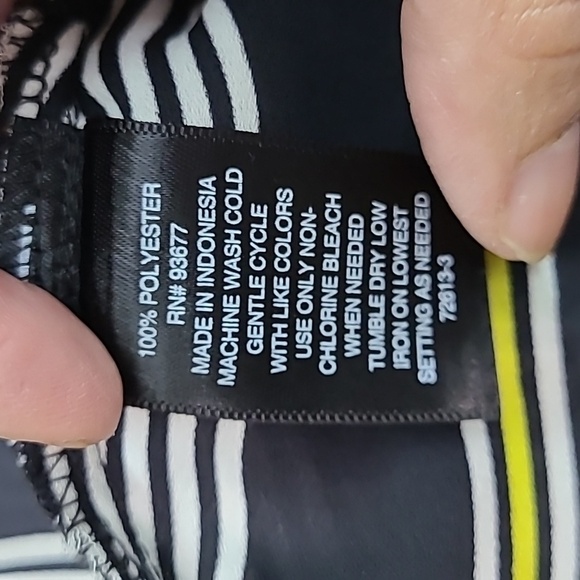 100% POLYESTER
RN# 93677
MADE IN INDONESIA
MACHINE WASH COLD
GENTLE CYCLE
WITH LIKE COLORS
USE ONLY NON-
CHLORINE BLEACH
WHEN NEEDED
TUMBLE DRY LOW
IRON ON LOWEST
SETTING AS NEEDED
72613-3